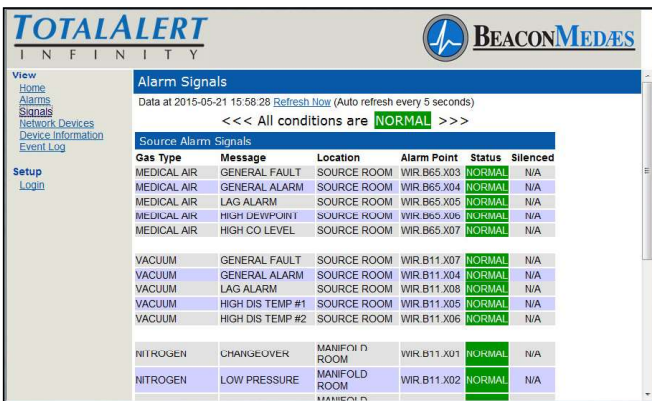 TOTALALERT
INFINITY
BEACONMEDÆS
View
Home
Alarms
Signals
Network Devices
Device Information
Event Log
Setup
Login
Alarm Signals
Data at 2015-05-21 15:58:28 Refresh Now (Auto refresh every 5 seconds)
<<< All conditions are NORMAL >>>
Source Alarm Signals
Gas Type Message Location Alarm Point Status Silenced
MEDICAL AIR GENERAL FAULT SOURCE ROOM WIR.B65.X03 NORMAL N/A
MEDICAL AIR GENERAL ALARM SOURCE ROOM WIR.B65.X04 NORMAL N/A
MEDICAL AIR LAG ALARM SOURCE ROOM WIR.B65.X05 NORMAL N/A
MEDICAL AIR HIGH DEWPOINT SOURCE ROOM WIR.B65.X06 NORMAL N/A
MEDICAL AIR HIGH CO LEVEL SOURCE ROOM WIR.B65.X07 NORMAL N/A
VACUUM GENERAL FAULT SOURCE ROOM WIR.B11.X07 NORMAL N/A
VACUUM GENERAL ALARM SOURCE ROOM WIR.B11.X04 NORMAL N/A
VACUUM LAG ALARM SOURCE ROOM WIR.B11.X08 NORMAL N/A
VACUUM HIGH DIS TEMP #1 SOURCE ROOM WIR.B11.X05 NORMAL N/A
VACUUM HIGH DIS TEMP #2 SOURCE ROOM WIR.B11.X06 NORMAL N/A
NITROGEN CHANGEOVER MANIFOLD ROOM WIR.B11.X01 NORMAL N/A
NITROGEN LOW PRESSURE MANIFOLD ROOM WIR.B11.X02 NORMAL N/A
MANIFOLD